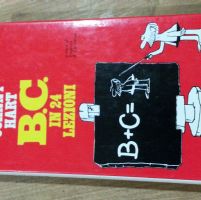 HART
B.C.
IN 24
LEZIONI
B+C=